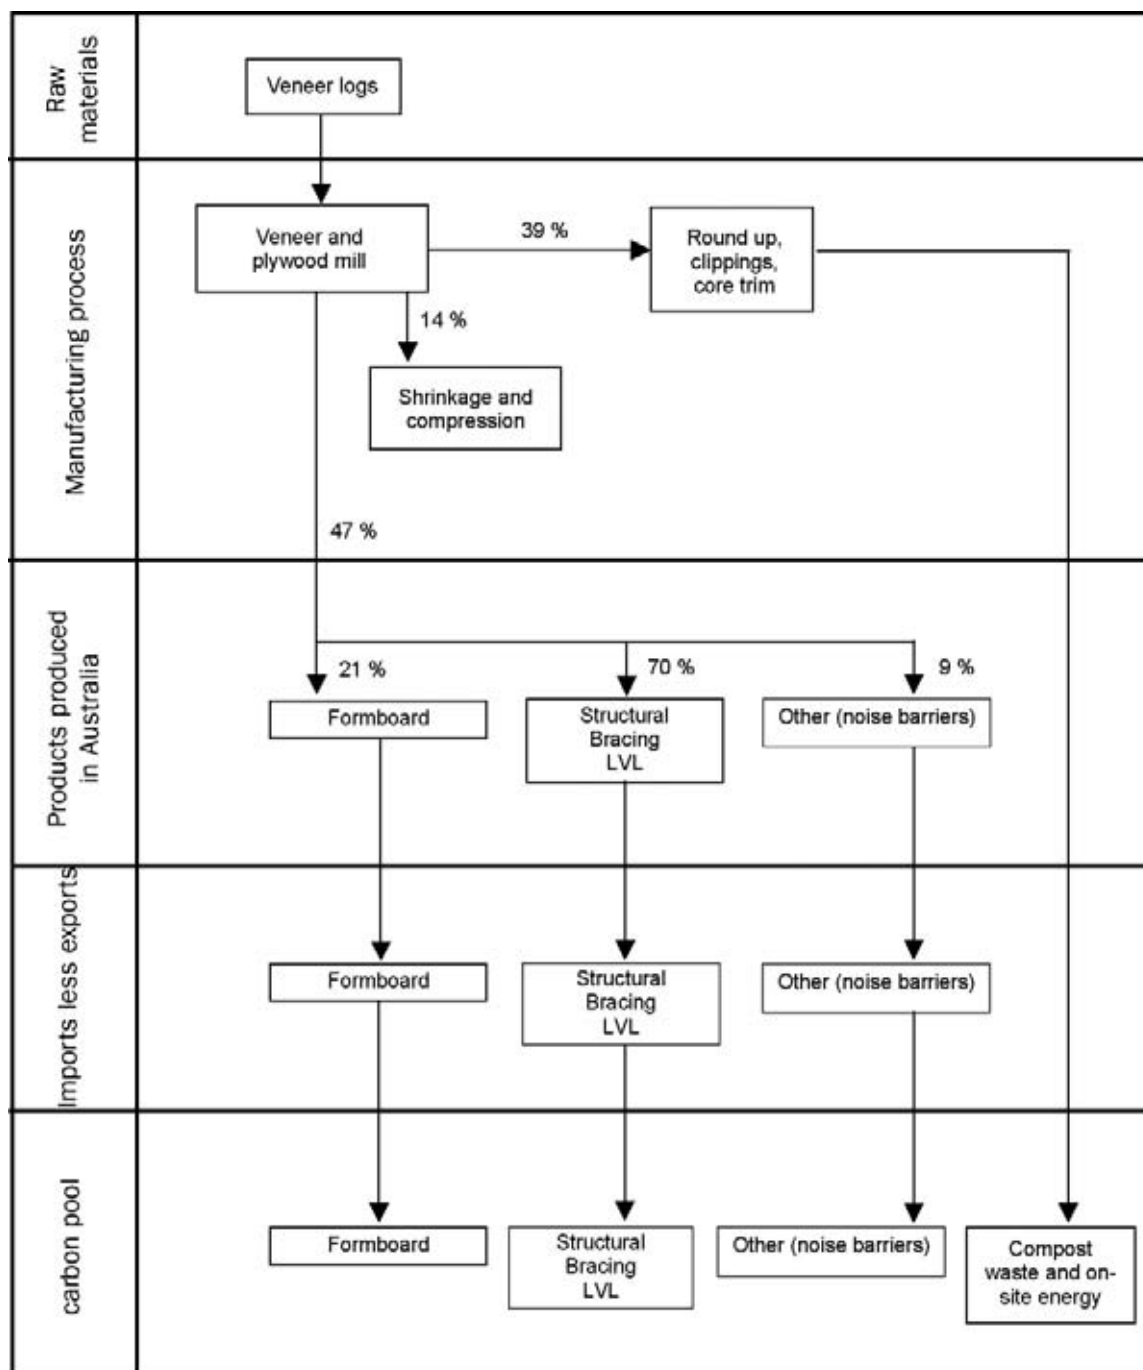 Raw
materials
Veneer logs
Manufacturing process
Veneer and
plywood mill
39 %
Round up,
clippings,
core trim
14 %
Shrinkage and
compression
47 %
Products produced
in Australia
21 %
70 %
9 %
Formboard
Structural
Bracing
LVL
Other (noise barriers)
Imports less exports
Formboard
Structural
Bracing
LVL
Other (noise barriers)
carbon pool
Formboard
Structural
Bracing
LVL
Other (noise barriers)
Compost
waste and on-
site energy